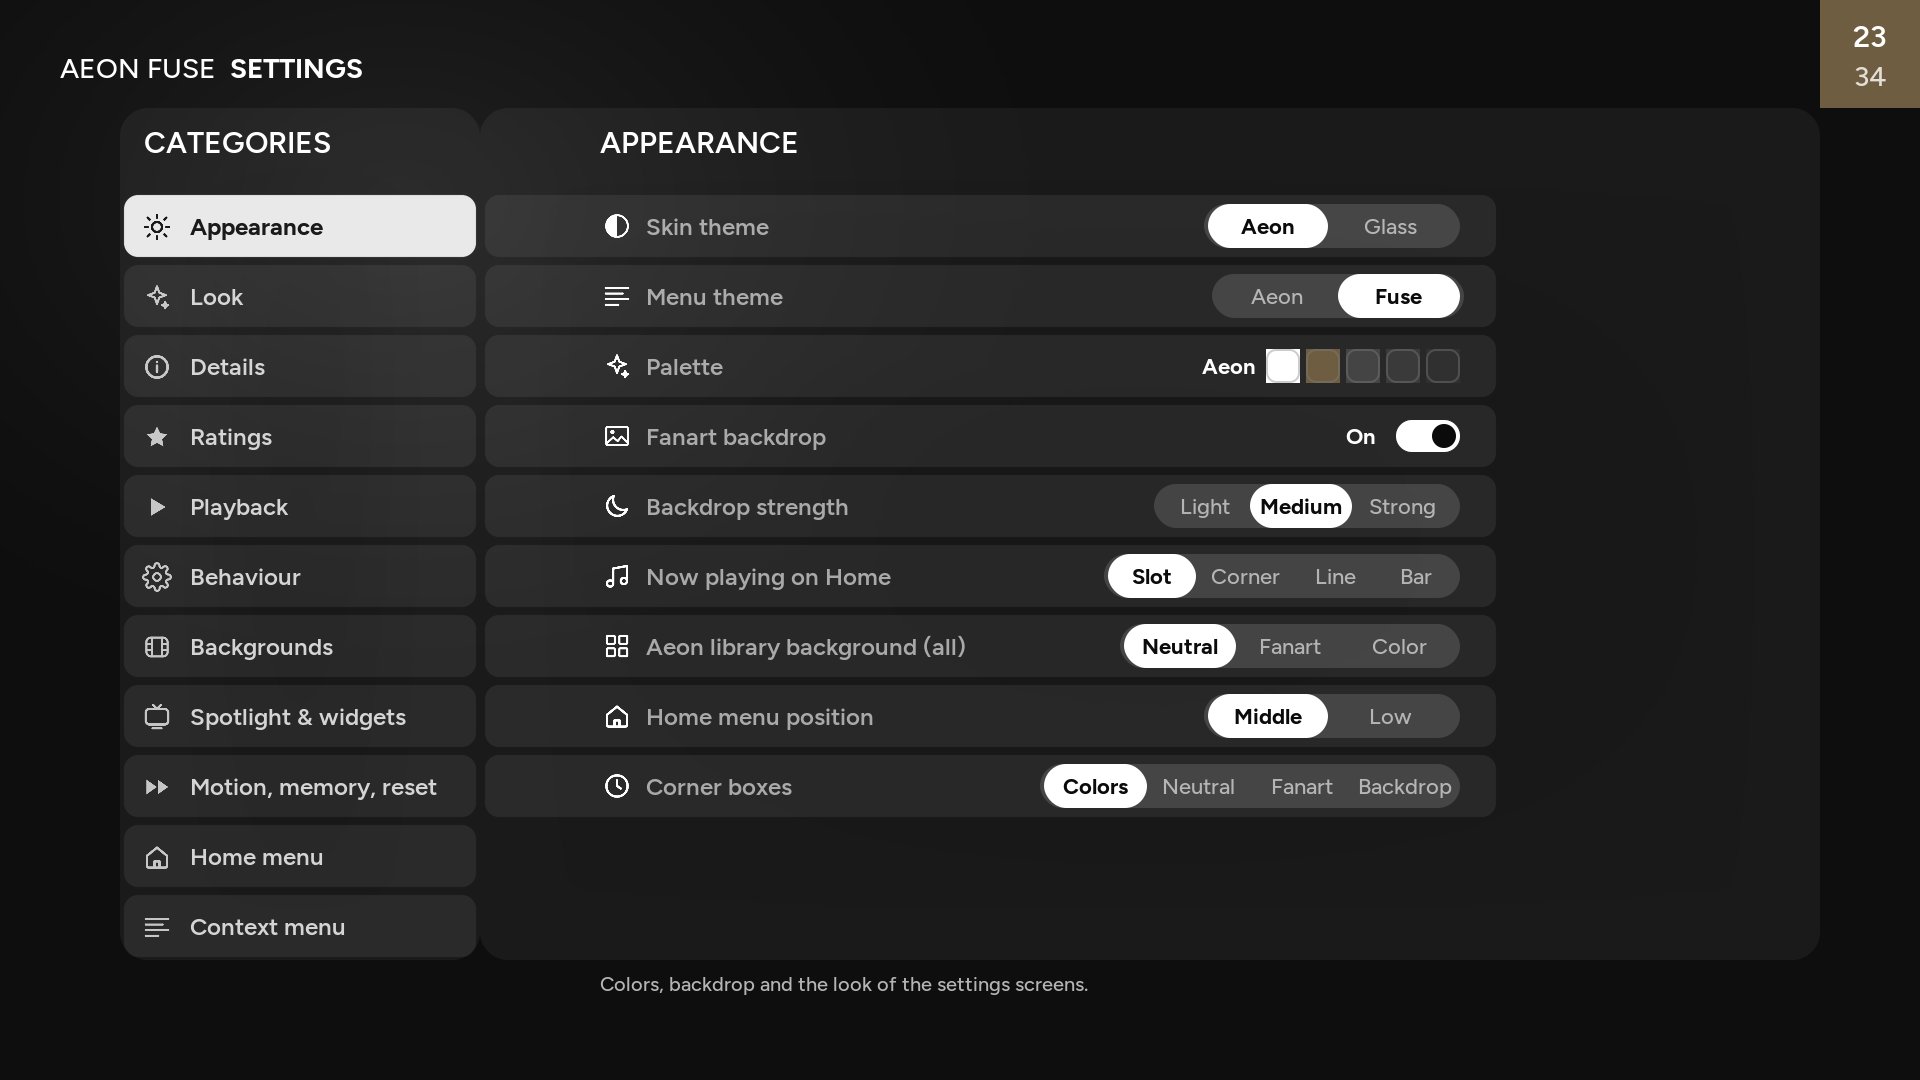 AEON FUSE SETTINGS
23
34
CATEGORIES
Appearance
Look
Details
Ratings
Playback
Behaviour
Backgrounds
Spotlight & widgets
Motion, memory, reset
Home menu
Context menu
APPEARANCE
Skin theme Aeon Glass
Menu theme Aeon Fuse
Palette Aeon
Fanart backdrop On
Backdrop strength Light Medium Strong
Now playing on Home Slot Corner Line Bar
Aeon library background (all) Neutral Fanart Color
Home menu position Middle Low
Corner boxes Colors Neutral Fanart Backdrop
Colors, backdrop and the look of the settings screens.